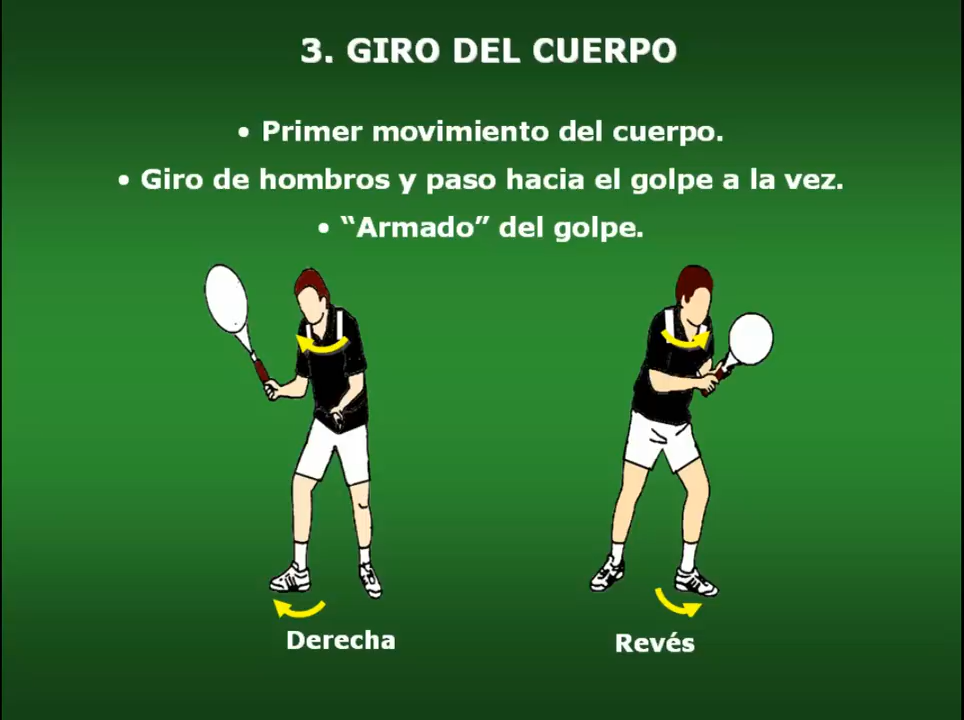 3. GIRO DEL CUERPO
• Primer movimiento del cuerpo.
• Giro de hombros y paso hacia el golpe a la vez.
• “Armado” del golpe.
Derecha
Revés